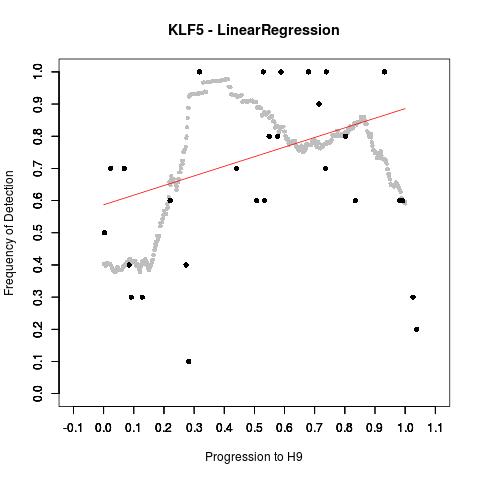 KLF5 - LinearRegression
Frequency of Detection
1.0
0.9
0.8
0.7
0.6
0.5
0.4
0.3
0.2
0.1
0.0
-0.1 0.0 0.1 0.2 0.3 0.4 0.5 0.6 0.7 0.8 0.9 1.0 1.1
Progression to H9